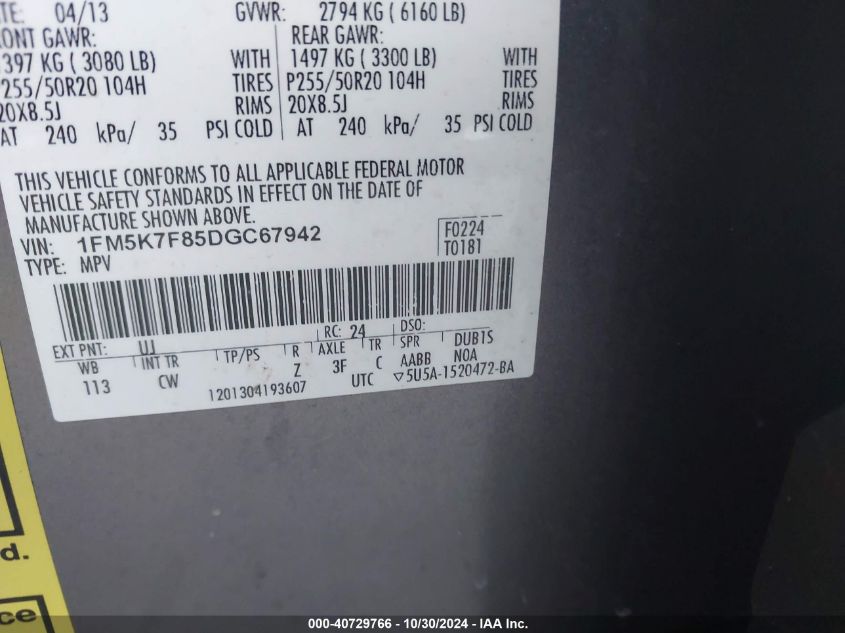 TE: 04/13 GVWR: 2794 KG ( 6160 LB)
ONT GAWR: REAR GAWR:
397 KG ( 3080 LB) WITH 1497 KG ( 3300 LB) WITH
P255/50R20 104H TIRES P255/50R20 104H TIRES
20X8.5J RIMS 20X8.5J RIMS
AT 240 kPa/ 35 PSI COLD AT 240 kPa/ 35 PSI COLD
THIS VEHICLE CONFORMS TO ALL APPLICABLE FEDERAL MOTOR
VEHICLE SAFETY STANDARDS IN EFFECT ON THE DATE OF
MANUFACTURE SHOWN ABOVE.
VIN: 1FM5K7F85DGC67942 F0224
TYPE: MPV T0181
EXT PNT: UJ RC: 24 DSO:
WB INT TR TP/PS R AXLE TR SPR DUB1S
113 CW Z 3F C AABB N0A
1201304193607 UTC ▽5U5A-1520472-BA
d.
ce
000-40729766 - 10/30/2024 - IAA Inc.